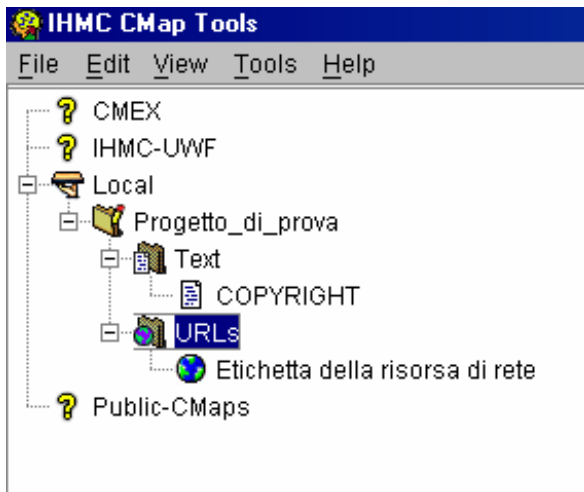 IHMC CMap Tools
File Edit View Tools Help
CMEX
IHMC-UWF
Local
Progetto_di_prova
Text
COPYRIGHT
URLs
Etichetta della risorsa di rete
Public-CMaps